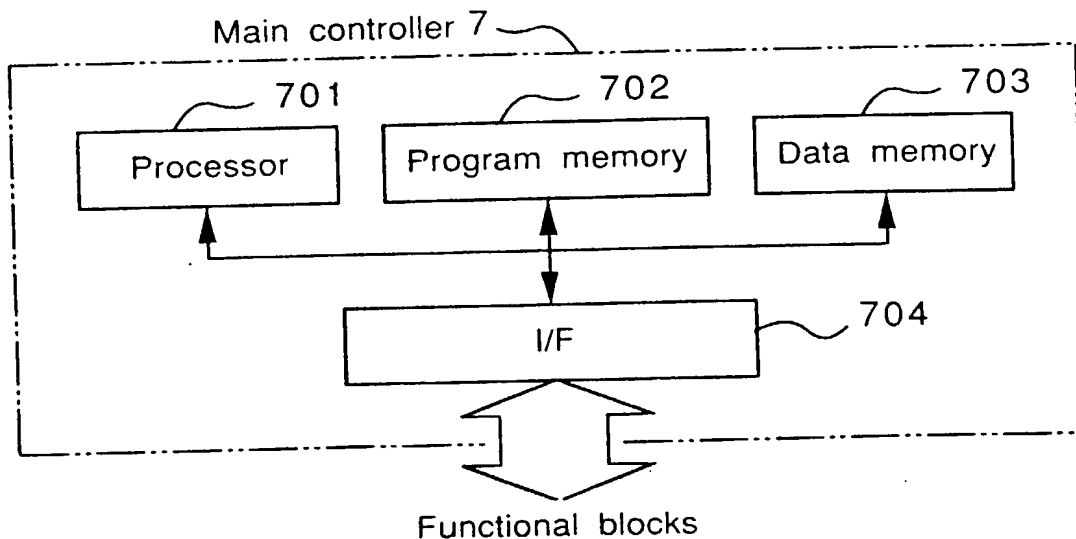 Main controller 7
701
702
703
Processor
Program memory
Data memory
I/F
704
Functional blocks